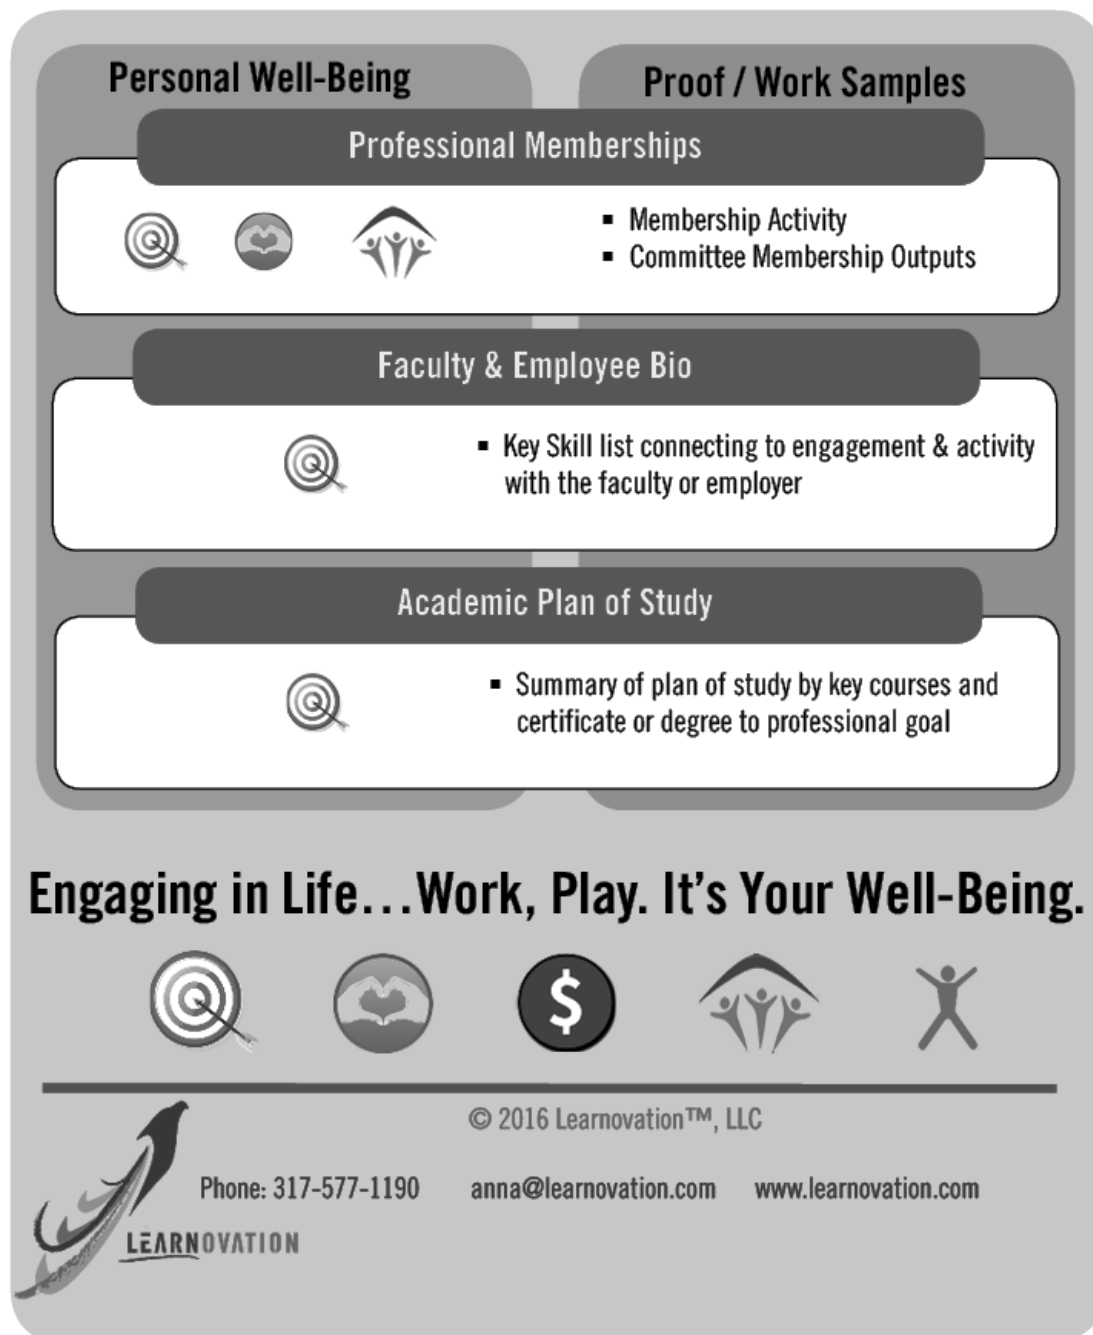 Personal Well-Being
Proof / Work Samples
Professional Memberships
▪ Membership Activity
▪ Committee Membership Outputs
Faculty & Employee Bio
▪ Key Skill list connecting to engagement & activity
with the faculty or employer
Academic Plan of Study
▪ Summary of plan of study by key courses and
certificate or degree to professional goal
Engaging in Life...Work, Play. It's Your Well-Being.
$
© 2016 Learnovation™, LLC
Phone: 317-577-1190 anna@learnovation.com www.learnovation.com
LEARNOVATION